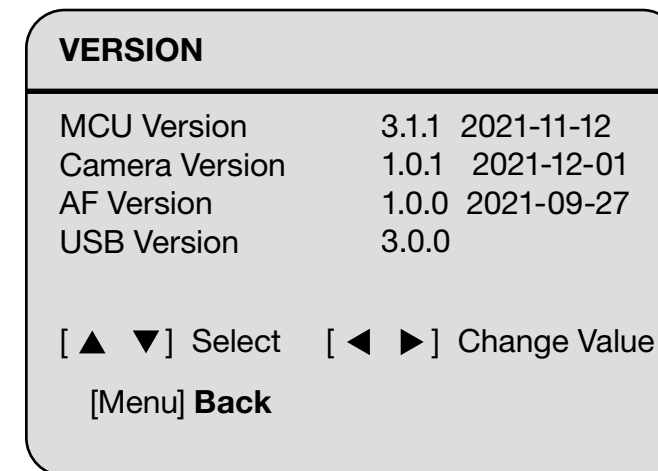 VERSION
MCU Version 3.1.1 2021-11-12
Camera Version 1.0.1 2021-12-01
AF Version 1.0.0 2021-09-27
USB Version 3.0.0
[ ▲ ▼ ] Select [ ◀ ▶ ] Change Value
[Menu] Back